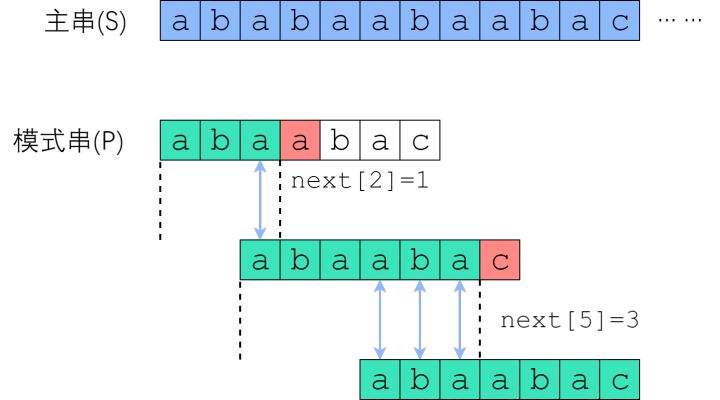 主串(S) a b a b a a b a a b a c ... ...
模式串(P) a b a a b a c
next[2]=1
a b a a b a c
next[5]=3
a b a a b a c